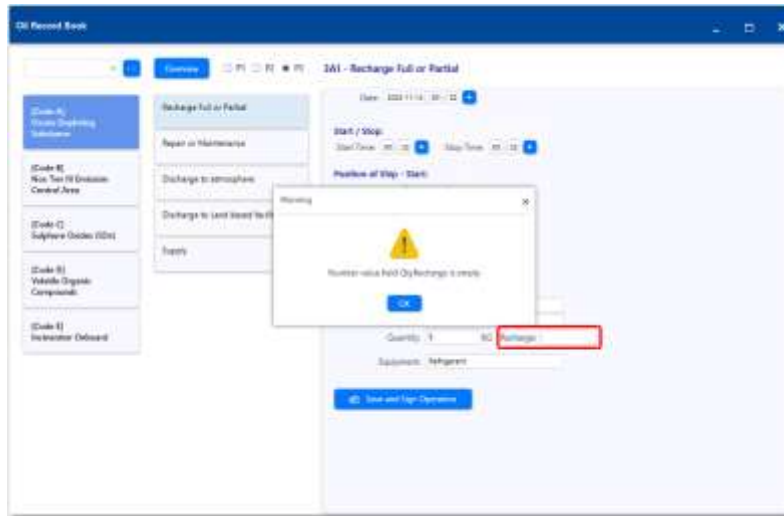 Oil Record Book
Overview
3A1 - Recharge Full or Partial
[Code A]
Ozone Depleting
Substance
[Code B]
Nox Tier III Emission
Control Area
[Code C]
Sulphure Oxides (SOx)
[Code D]
Volatile Organic
Compounds
[Code E]
Incinerator Onboard
Recharge Full or Partial
Repair or Maintenance
Discharge to atmosphere
Discharge to Land based
Supply
Date:
Start / Stop:
Start Time
Stop Time
Position of Ship - Start:
Warning
Number value field QtyRecharge is empty
OK
Quantity
KG
Recharge
Equipment Refrigerant
Save and Sign Operation